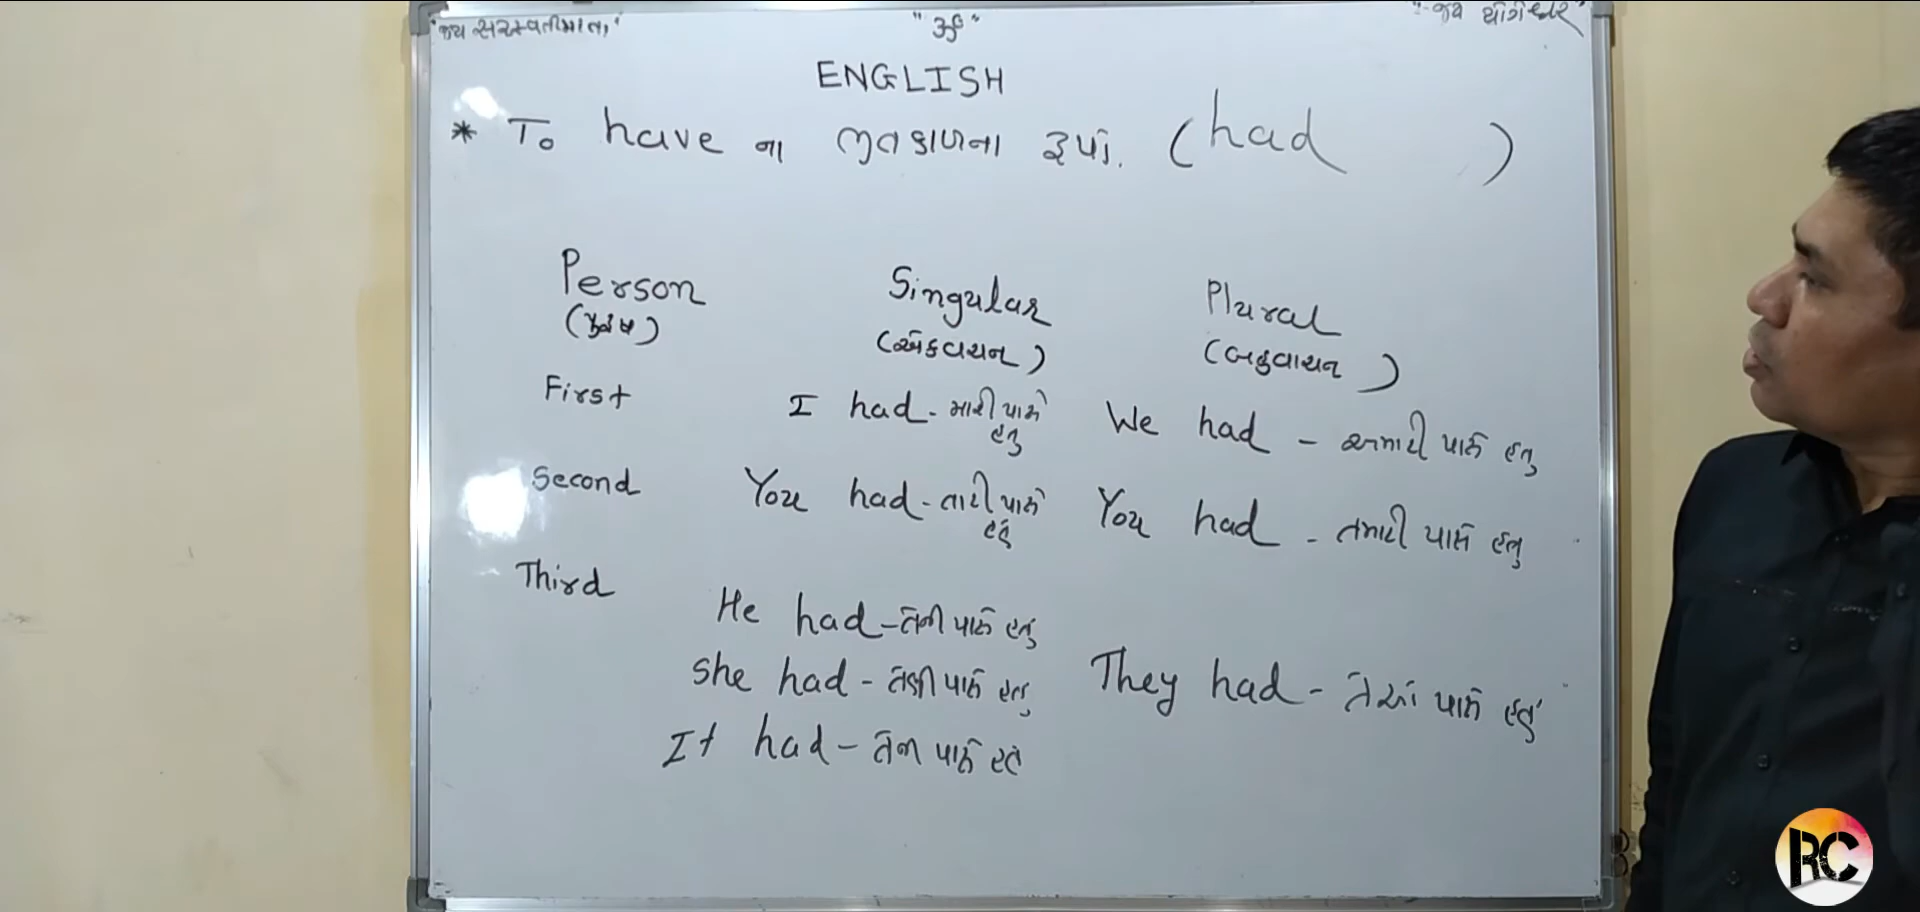 "જય સરસ્વતીમાતા" "ૐ" "જય યોગેશ્વર"
ENGLISH
* To have ના ભુતકાળના રૂપો. (had )
Person Singular Plural
(પુરુષ) (એકવચન) (બહુવાચન)
First I had - મારી પાસે હતુ We had - અમારી પાસે હતુ
Second You had - તારી પાસે હતું You had - તમારી પાસે હતુ
Third
He had - તેની પાસે હતુ
She had - તેણી પાસે હતુ They had - તેઓ પાસે હતું
It had - તેના પાસે
RC